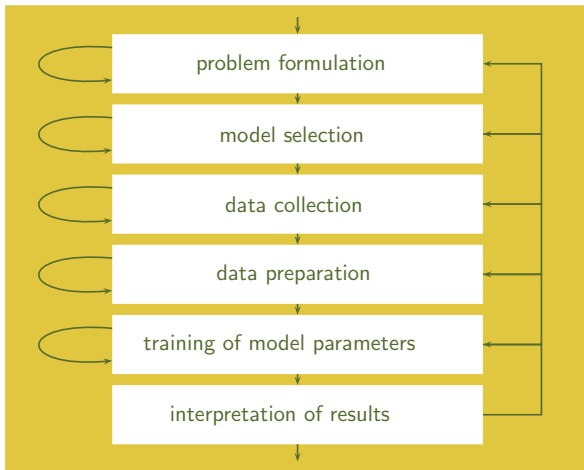 problem formulation
model selection
data collection
data preparation
training of model parameters
interpretation of results